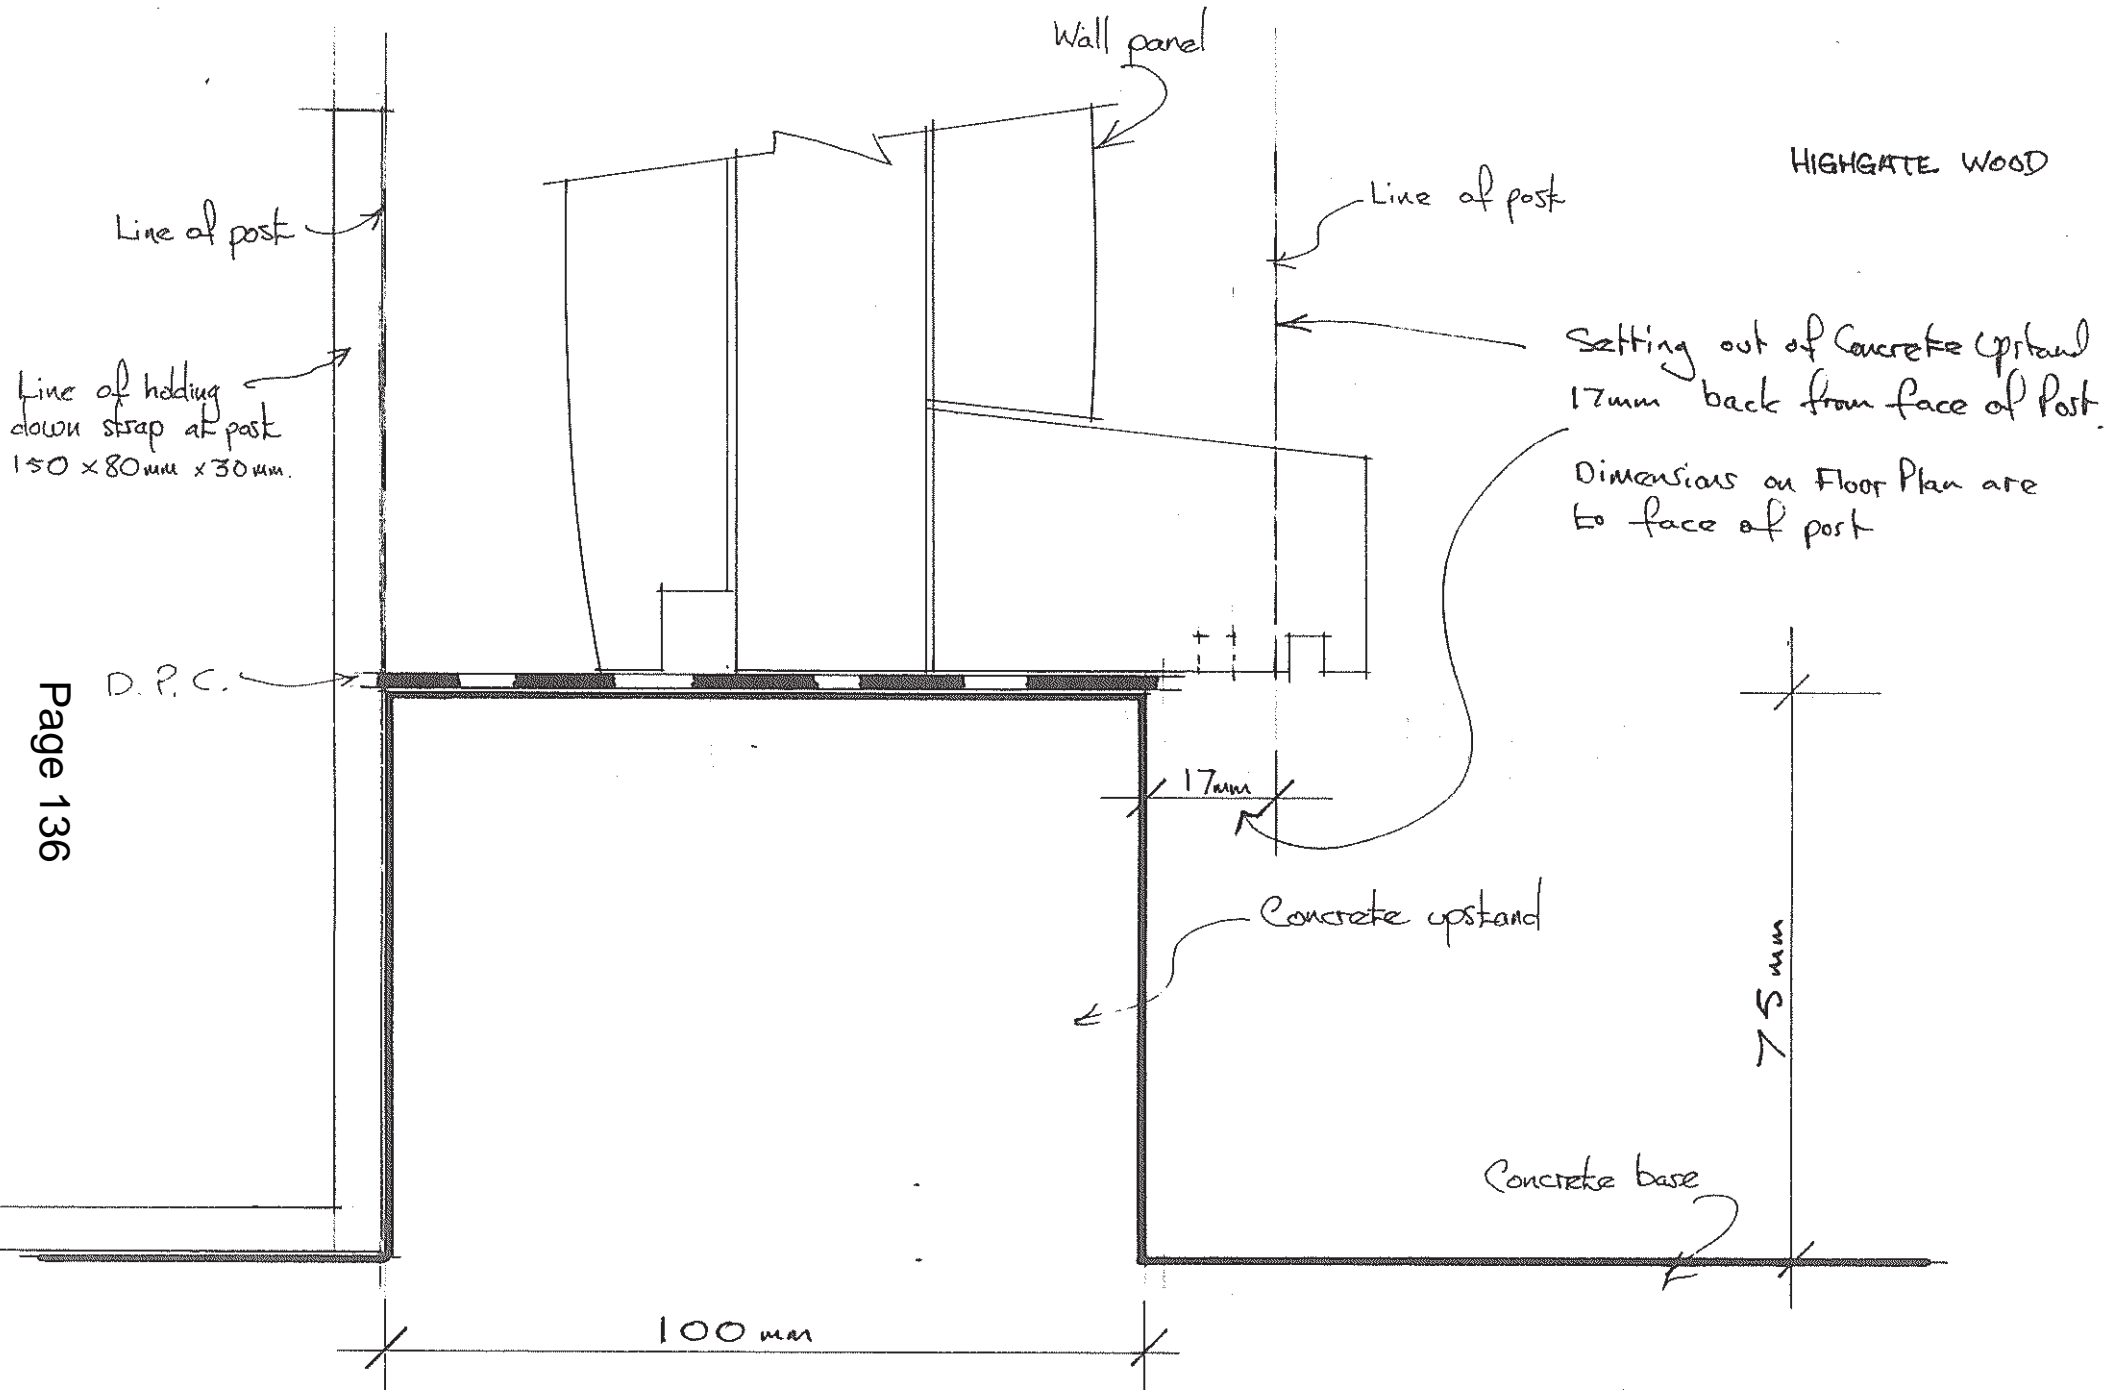 Wall panel
HIGHGATE WOOD
Line of post
Line of post
Setting out of Concrete Upstand
17mm back from face of Post.
Dimensions on Floor Plan are
to face of post
Line of holding
down strap at post
150 x 80mm x 30mm.
D.P.C.
Page 136
17mm
Concrete upstand
75mm
Concrete base
100mm